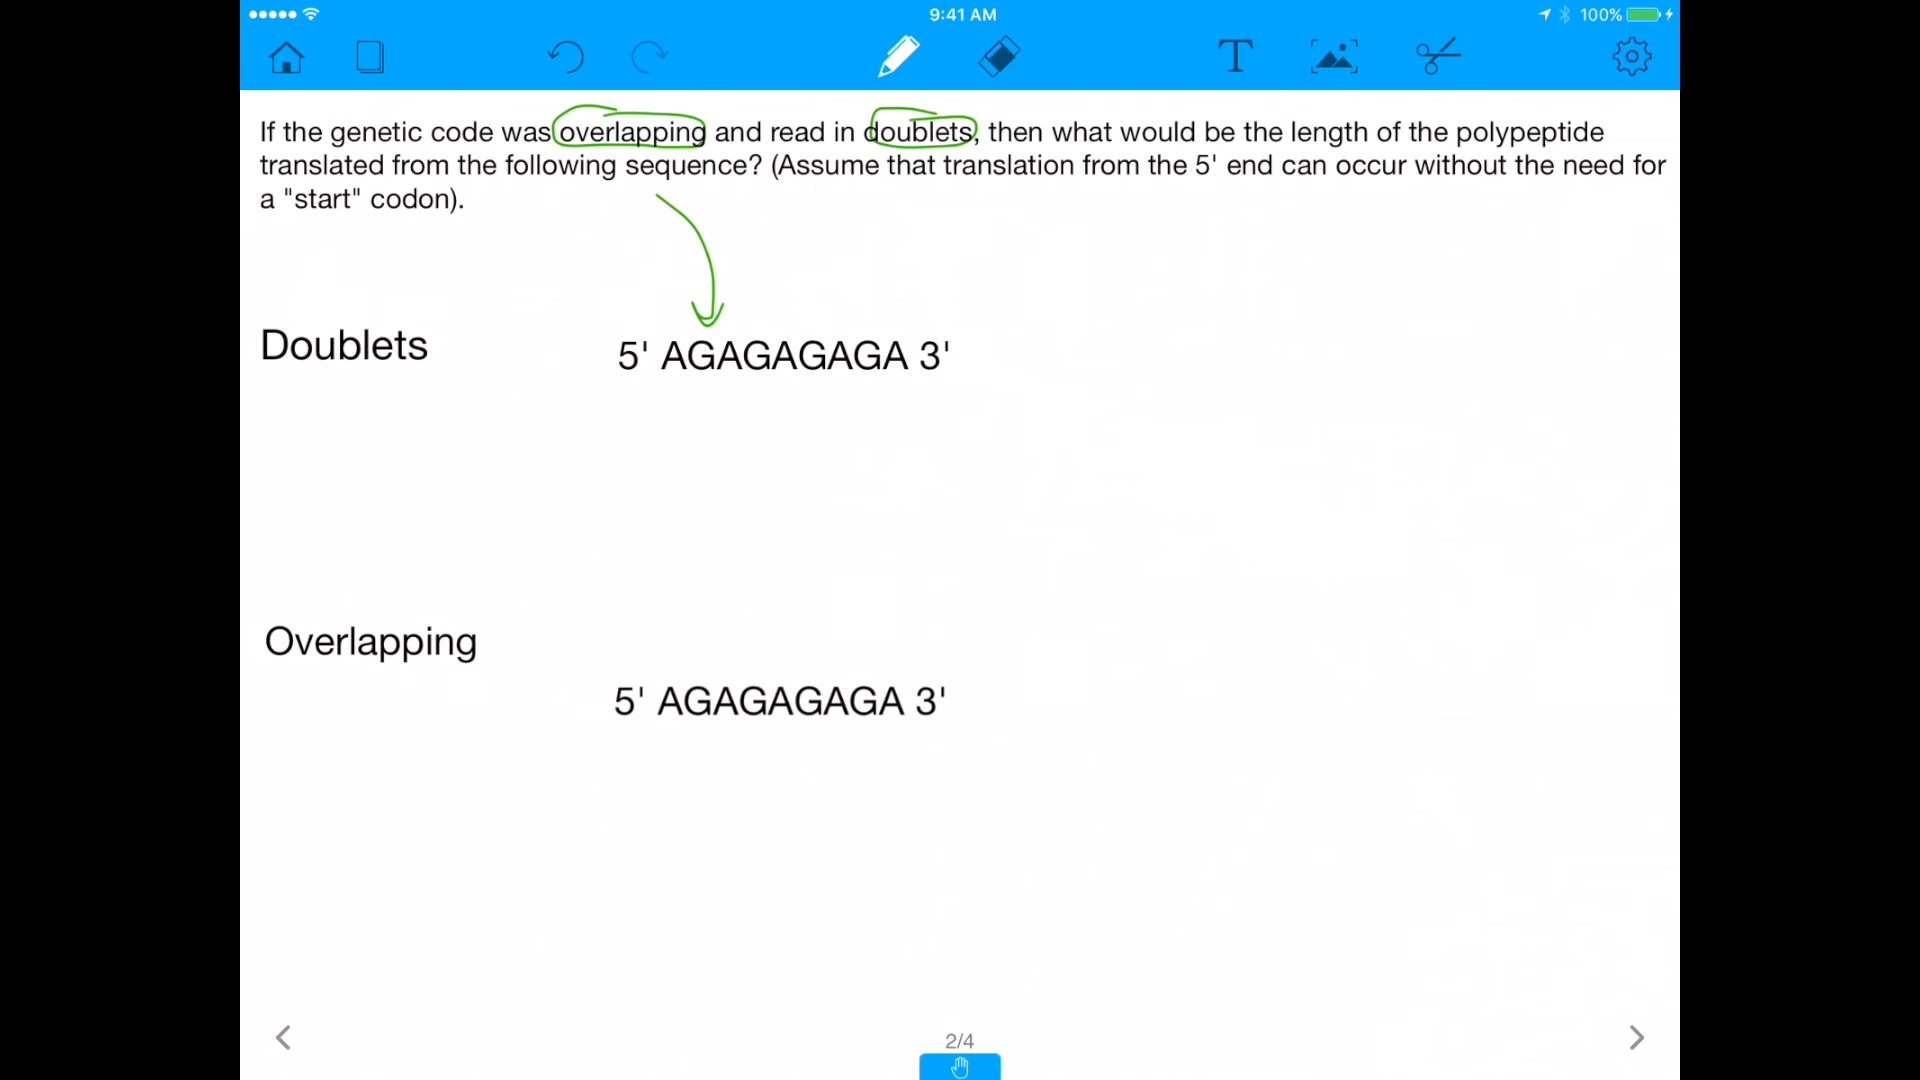 9:41 AM
100%
T
If the genetic code was overlapping and read in doublets, then what would be the length of the polypeptide
translated from the following sequence? (Assume that translation from the 5' end can occur without the need for
a "start" codon).
Doublets
5' AGAGAGAGA 3'
Overlapping
5' AGAGAGAGA 3'
2/4